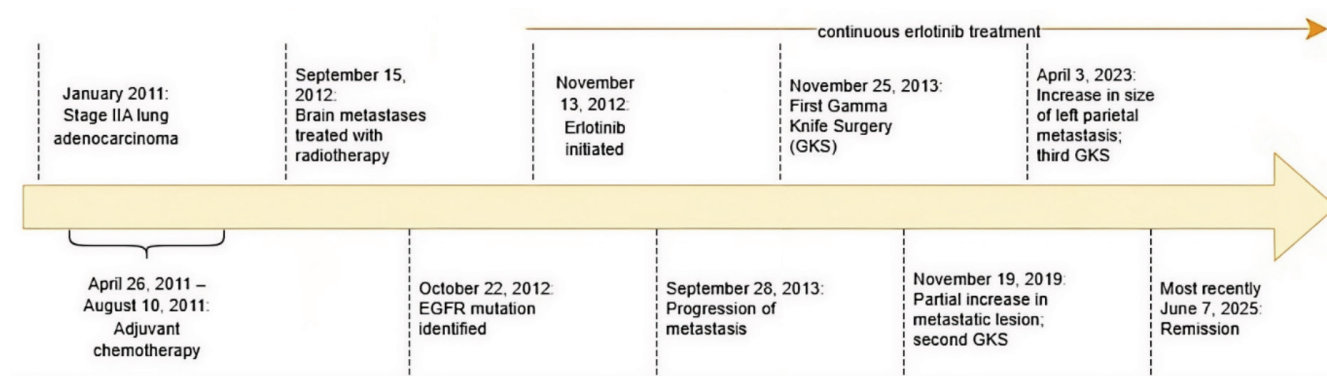 continuous erlotinib treatment
January 2011:
Stage IIA lung
adenocarcinoma
September 15,
2012:
Brain metastases
treated with
radiotherapy
November
13, 2012:
Erlotinib
initiated
November 25, 2013:
First Gamma
Knife Surgery
(GKS)
April 3, 2023:
Increase in size
of left parietal
metastasis;
third GKS
April 26, 2011 –
August 10, 2011:
Adjuvant
chemotherapy
October 22, 2012:
EGFR mutation
identified
September 28, 2013:
Progression of
metastasis
November 19, 2019:
Partial increase in
metastatic lesion;
second GKS
Most recently
June 7, 2025:
Remission